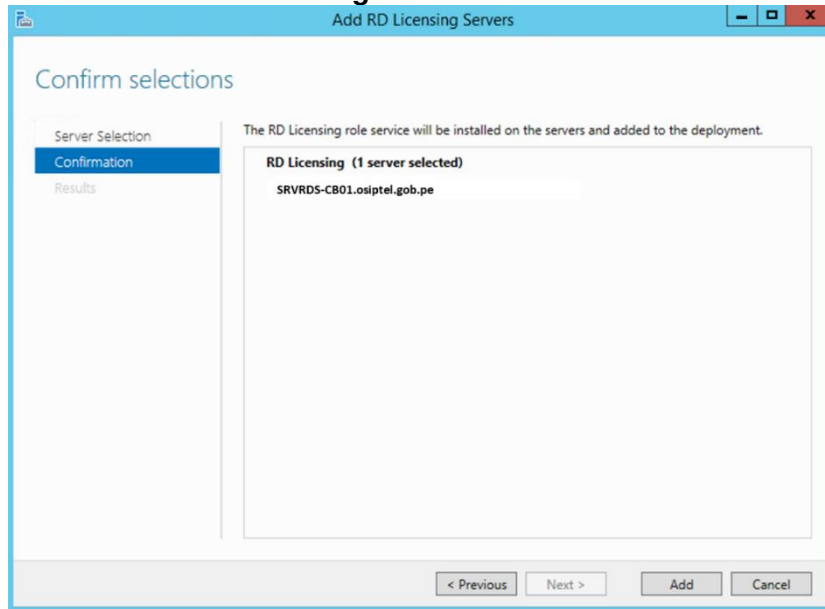 Add RD Licensing Servers
Confirm selections
Server Selection
Confirmation
Results
The RD Licensing role service will be installed on the servers and added to the deployment.
RD Licensing (1 server selected)
SRVRDS-CB01.osiptel.gob.pe
< Previous
Next >
Add
Cancel